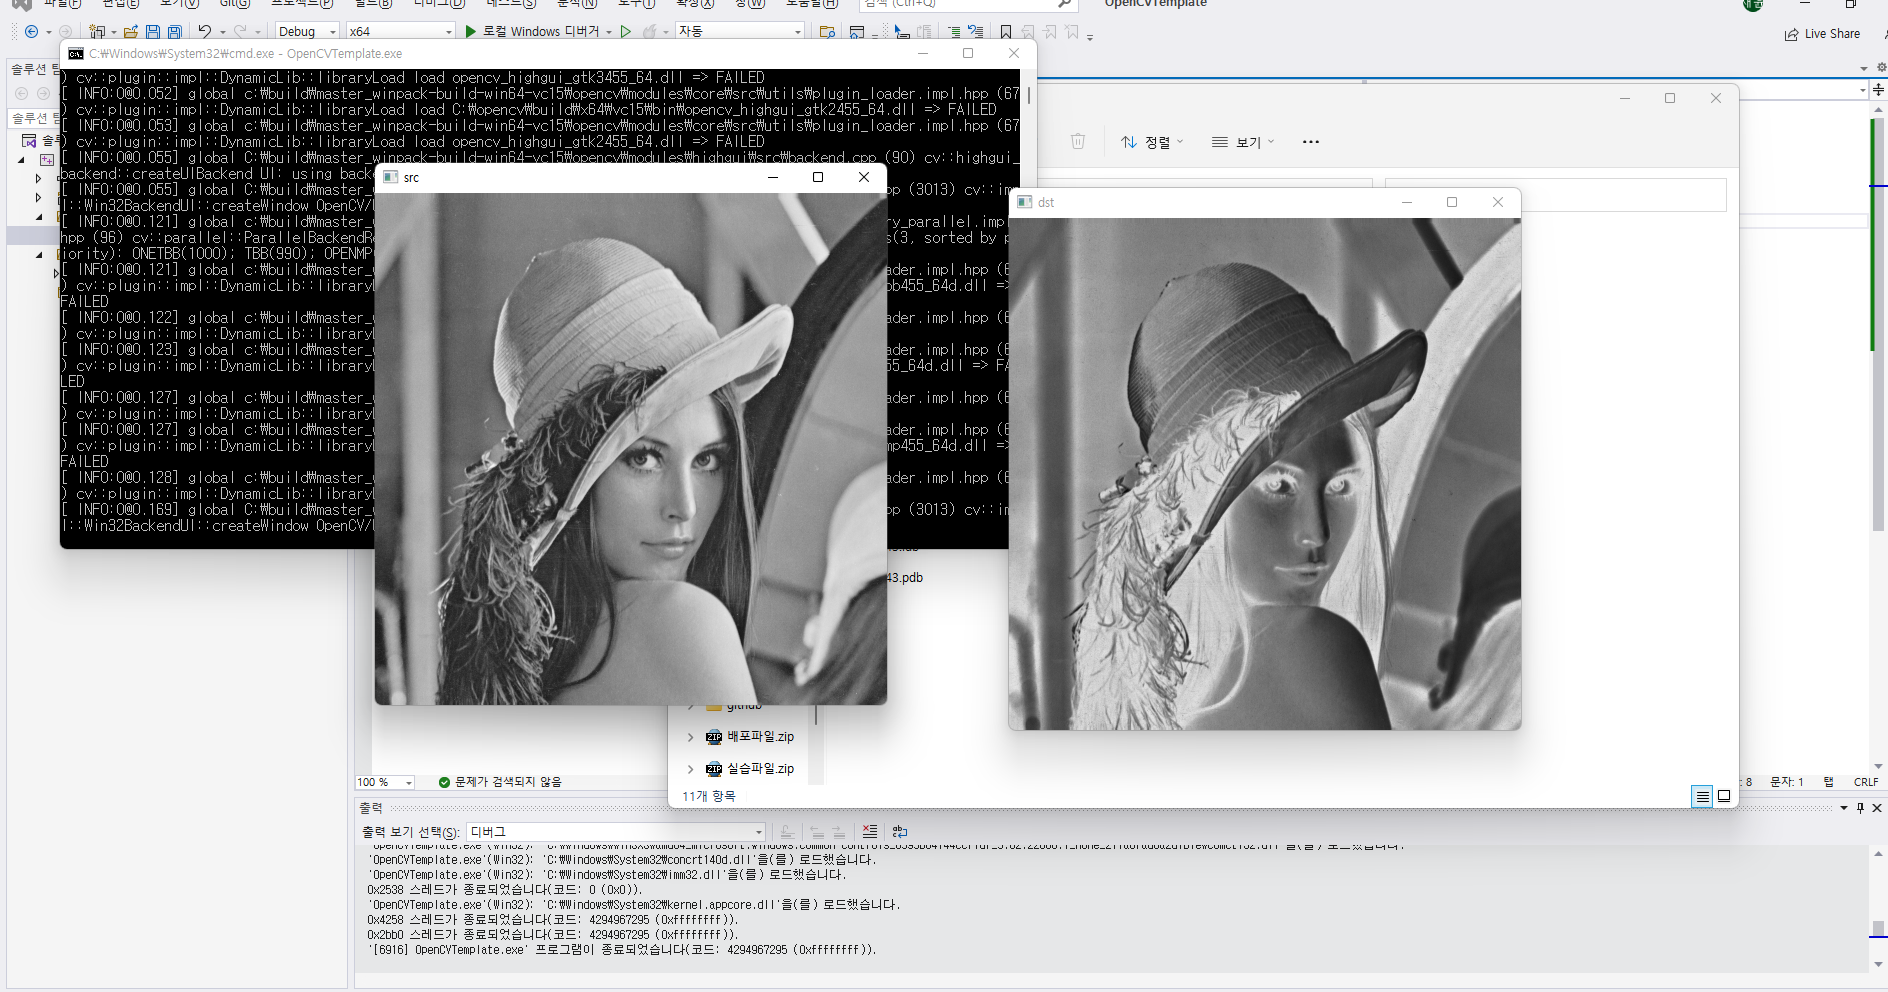 파일(F) 편집(E) 보기(V) Git(G) 프로젝트(P) 빌드(B) 디버그(D) 테스트(S) 분석(N) 도구(T) 확장(X) 창(W) 도움말(H) 검색 (Ctrl+Q) OpenCVTemplate
Debug x64 로컬 Windows 디버거 자동 Live Share
솔루션 탐
C:\Windows\System32\cmd.exe - OpenCVTemplate.exe
) cv::plugin::impl::DynamicLib::libraryLoad load opencv_highgui_gtk3455_64.dll => FAILED
[ INFO:0@0.052] global c:\build\master_winpack-build-win64-vc15\opencv\modules\core\src\utils\plugin_loader.impl.hpp (67
) cv::plugin::impl::DynamicLib::libraryLoad load C:\opencv\build\x64\vc15\bin\opencv_highgui_gtk2455_64.dll => FAILED
[ INFO:0@0.053] global c:\build\master_winpack-build-win64-vc15\opencv\modules\core\src\utils\plugin_loader.impl.hpp (67
) cv::plugin::impl::DynamicLib::libraryLoad load opencv_highgui_gtk2455_64.dll => FAILED
[ INFO:0@0.055] global C:\build\master_winpack-build-win64-vc15\opencv\modules\highgui\src\backend.cpp (90) cv::highgui_
backend::createUIBackend UI: using back
[ INFO:0@0.055] global C:\build\master_ pp (3013) cv::im
l::Win32BackendUI::createWindow OpenCV/
[ INFO:0@0.121] global c:\build\master_ ry_parallel.impl
hpp (96) cv::parallel::ParallelBackendRe s(3, sorted by p
iority): ONETBB(1000); TBB(990); OPENMP
[ INFO:0@0.121] global c:\build\master_ ader.impl.hpp (6
) cv::plugin::impl::DynamicLib::library bb455_64d.dll =>
FAILED
[ INFO:0@0.122] global c:\build\master_ ader.impl.hpp (6
) cv::plugin::impl::DynamicLib::library
[ INFO:0@0.123] global c:\build\master_ ader.impl.hpp (6
) cv::plugin::impl::DynamicLib::library 55_64d.dll => FA
LED
[ INFO:0@0.127] global c:\build\master_ ader.impl.hpp (6
) cv::plugin::impl::DynamicLib::library
[ INFO:0@0.127] global c:\build\master_ ader.impl.hpp (6
) cv::plugin::impl::DynamicLib::library mp455_64d.dll =>
FAILED
[ INFO:0@0.128] global c:\build\master_ ader.impl.hpp (6
) cv::plugin::impl::DynamicLib::library
[ INFO:0@0.169] global C:\build\master_ pp (3013) cv::im
l::Win32BackendUI::createWindow OpenCV/
솔루션 탐
솔루
src
dst
정렬 보기
43.pdb
github
배포파일.zip
실습파일.zip
11개 항목
100 % 문제가 검색되지 않음 : 8 문자: 1 탭 CRLF
출력
출력 보기 선택(S): 디버그
'OpenCVTemplate.exe'(Win32): 'C:\Windows\System32\concrt140d.dll'을(를) 로드했습니다.
'OpenCVTemplate.exe'(Win32): 'C:\Windows\System32\imm32.dll'을(를) 로드했습니다.
0x2538 스레드가 종료되었습니다(코드: 0 (0x0)).
'OpenCVTemplate.exe'(Win32): 'C:\Windows\System32\kernel.appcore.dll'을(를) 로드했습니다.
0x4258 스레드가 종료되었습니다(코드: 4294967295 (0xffffffff)).
0x2bb0 스레드가 종료되었습니다(코드: 4294967295 (0xffffffff)).
'[6916] OpenCVTemplate.exe' 프로그램이 종료되었습니다(코드: 4294967295 (0xffffffff)).